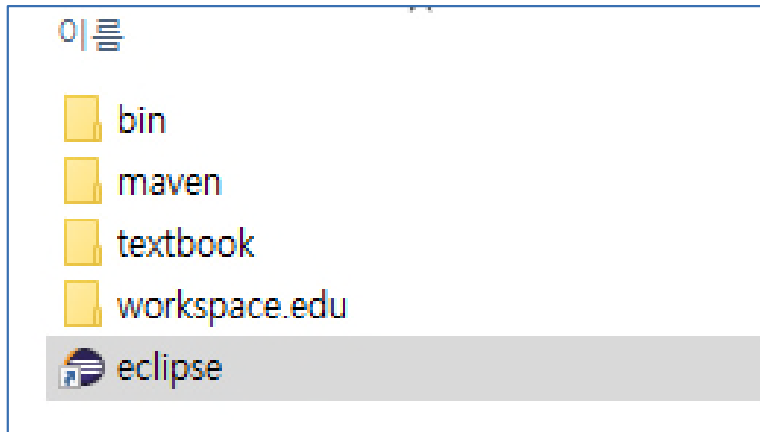 이름
bin
maven
textbook
workspace.edu
eclipse